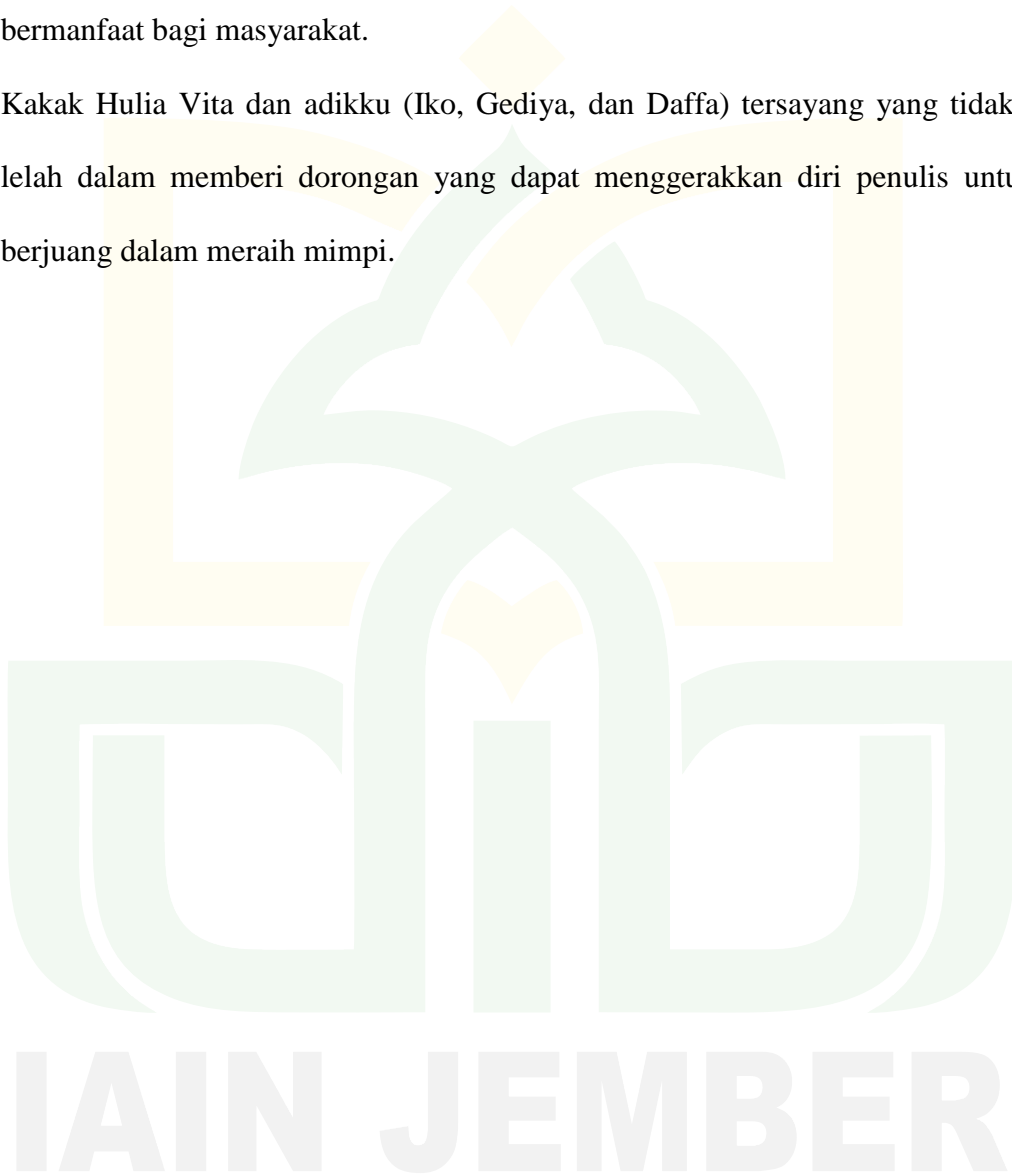 bermanfaat bagi masyarakat.
Kakak Hulia Vita dan adikku (Iko, Gediya, dan Daffa) tersayang yang tidak
lelah dalam memberi dorongan yang dapat menggerakkan diri penulis untu
berjuang dalam meraih mimpi.
IAIN JEMBER